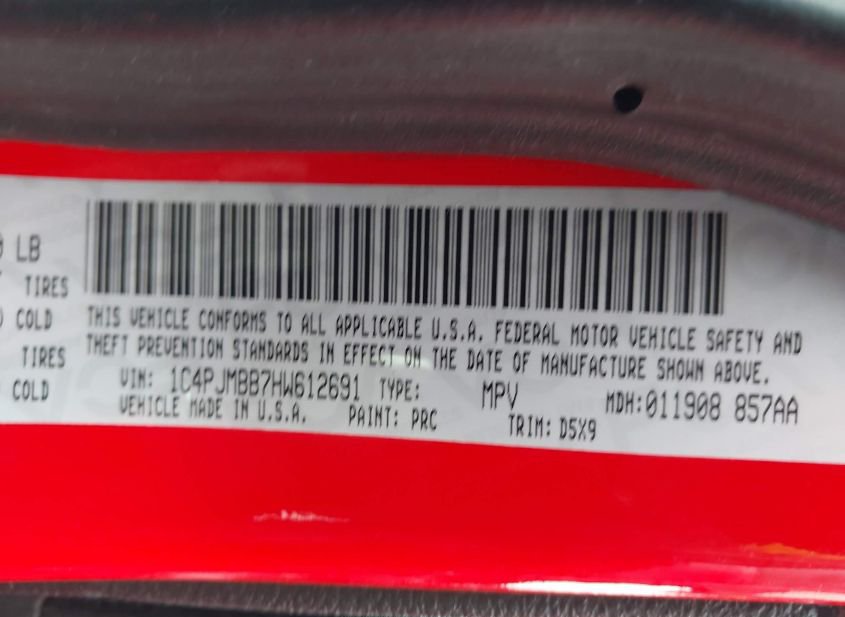 LB
TIRES
COLD
TIRES
COLD
THIS VEHICLE CONFORMS TO ALL APPLICABLE U.S.A. FEDERAL MOTOR VEHICLE SAFETY AND
THEFT PREVENTION STANDARDS IN EFFECT ON THE DATE OF MANUFACTURE SHOWN ABOVE.
VIN: 1C4PJMBB7HW612691 TYPE: MPV MDH:011908 857AA
VEHICLE MADE IN U.S.A. PAINT: PRC TRIM: D5X9